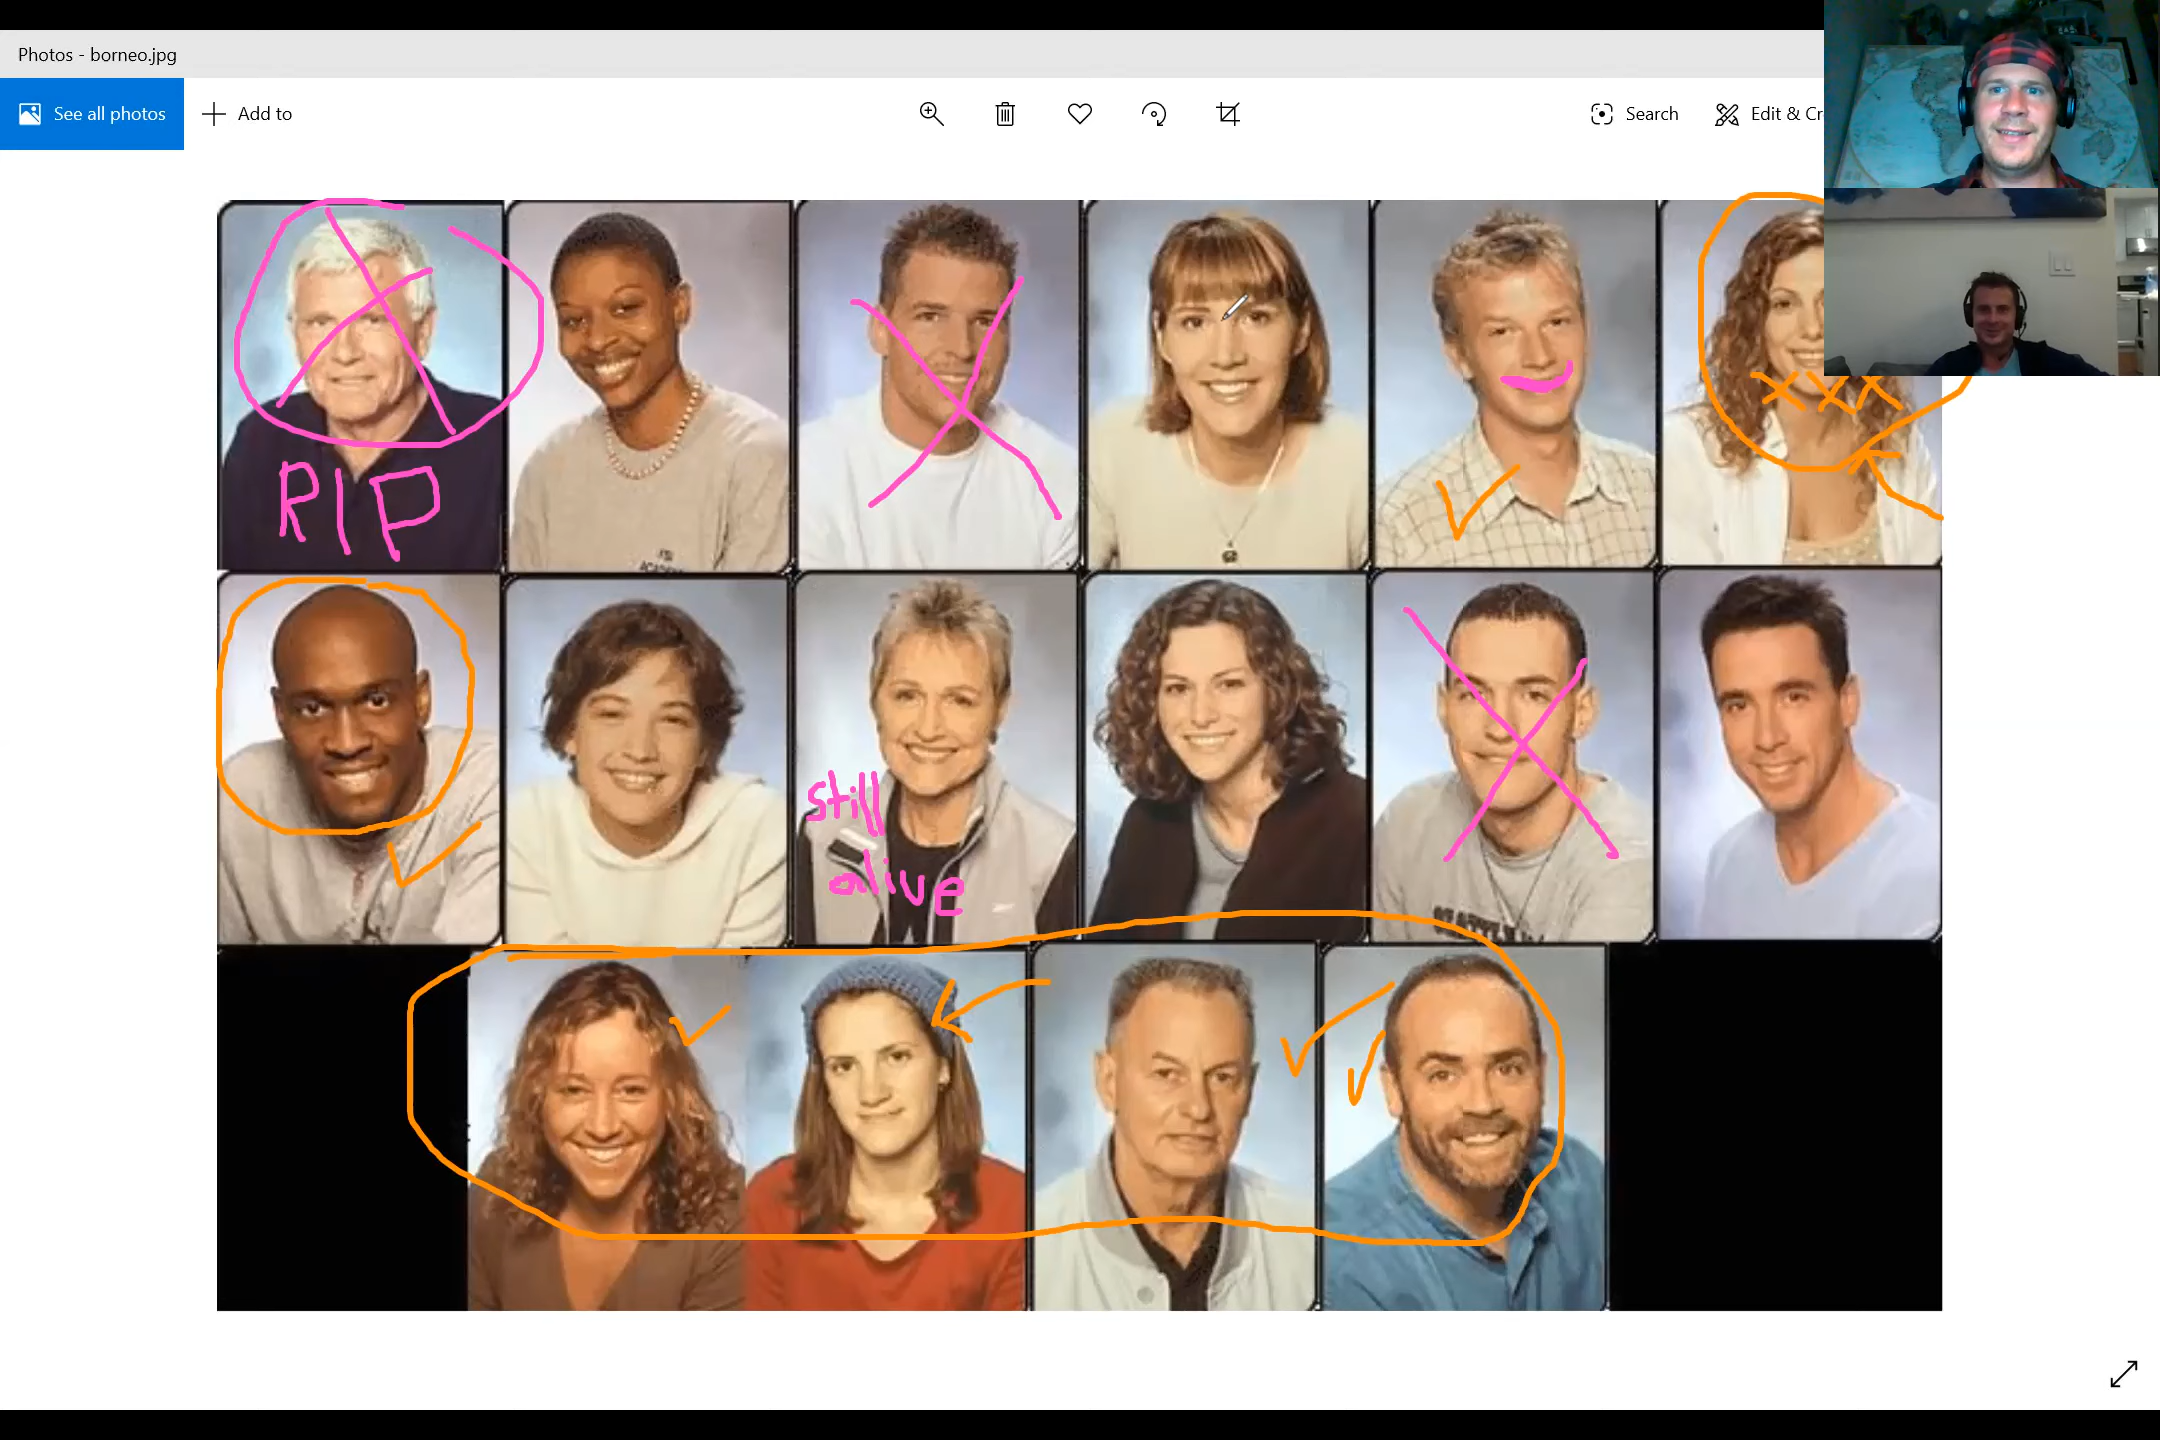 Photos - borneo.jpg
See all photos
Add to
Search
Edit & Cr
XXX
RIP
still
alive